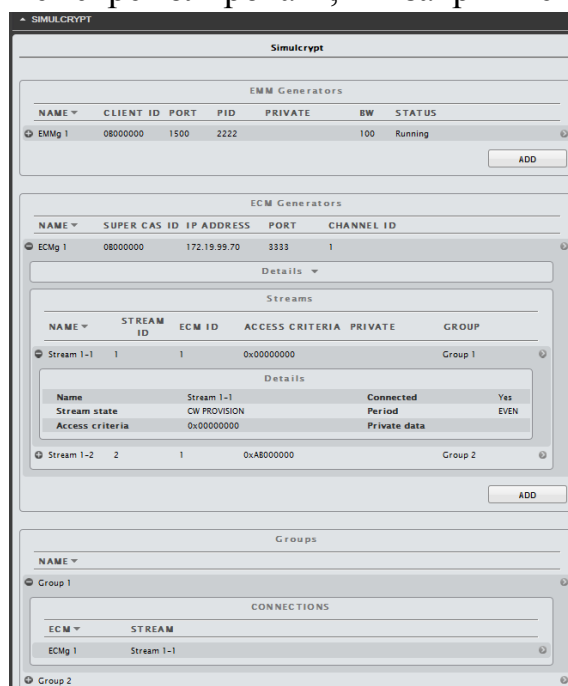 SIMULCRYPT
Simulcrypt
EMM Generators
NAME CLIENT ID PORT PID PRIVATE BW STATUS
EMMg 1 0B000000 1500 2222 100 Running
ADD
ECM Generators
NAME SUPER CAS ID IP ADDRESS PORT CHANNEL ID
ECMg 1 0B000000 172.19.99.70 3333 1
Details
Streams
NAME STREAM ID ECM ID ACCESS CRITERIA PRIVATE GROUP
Stream 1-1 1 1 0x00000000 Group 1
Details
Name Stream 1-1 Connected Yes
Stream state CW PROVISION Period EVEN
Access criteria 0x00000000 Private data
Stream 1-2 2 1 0xAB000000 Group 2
ADD
Groups
NAME
Group 1
CONNECTIONS
ECM STREAM
ECMg 1 Stream 1-1
Group 2